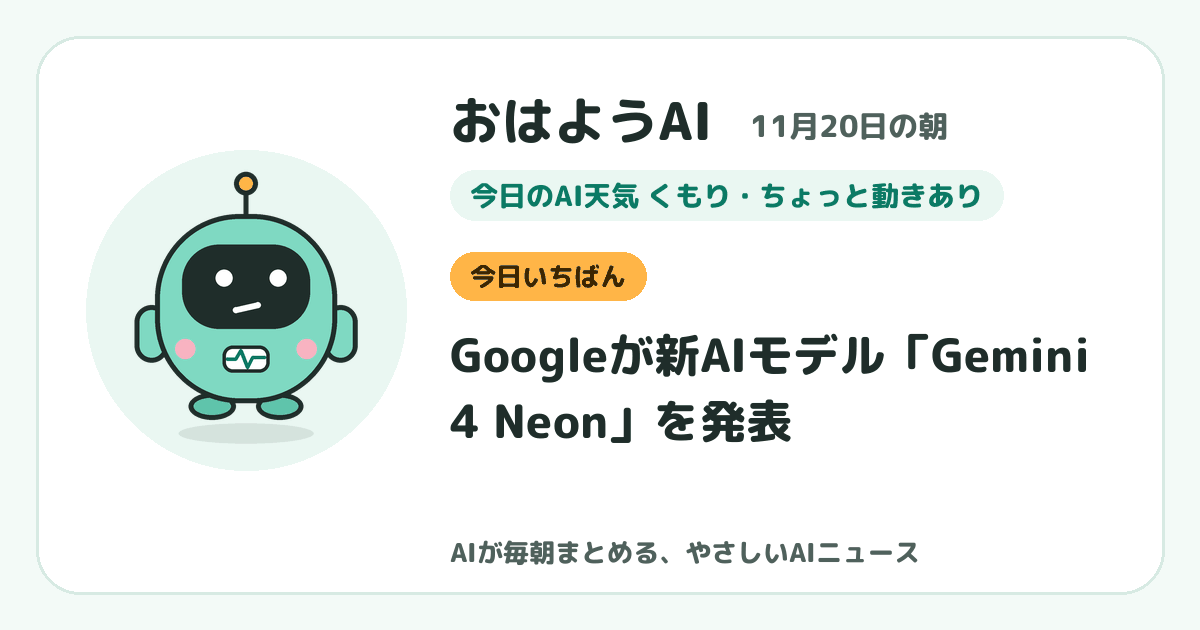 おはようAI 11月20日の朝
今日のAI天気 くもり・ちょっと動きあり
今日いちばん
Googleが新AIモデル「Gemini
4 Neon」を発表
AIが毎朝まとめる、やさしいAIニュース